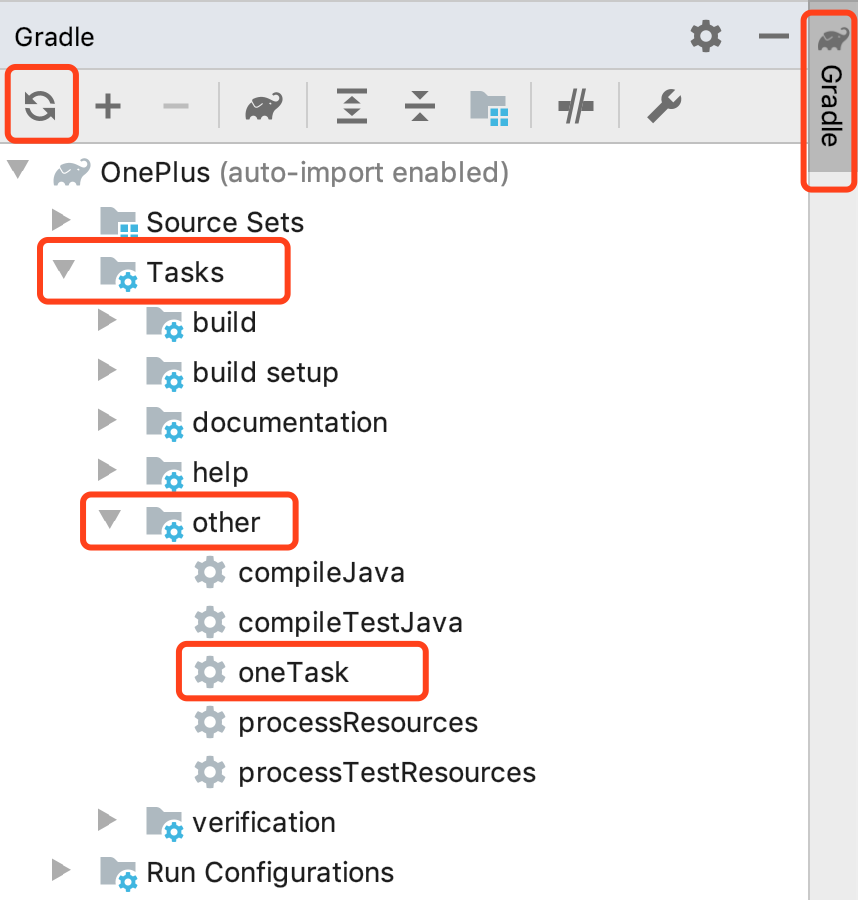 Gradle
Gradle
OnePlus (auto-import enabled)
Source Sets
Tasks
build
build setup
documentation
help
other
compileJava
compileTestJava
oneTask
processResources
processTestResources
verification
Run Configurations